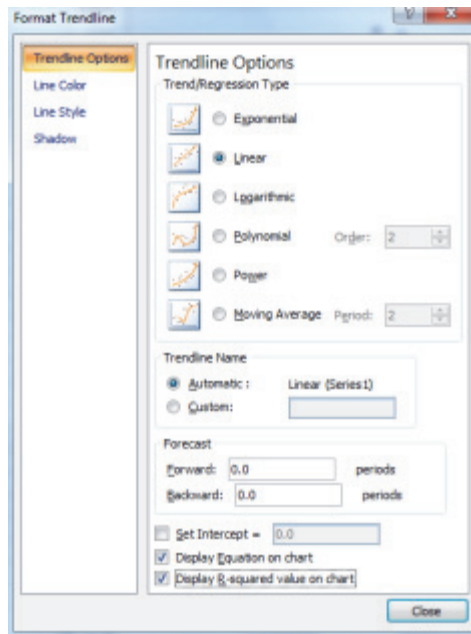 Format Trendline
Trendline Options
Line Color
Line Style
Shadow
Trendline Options
Trend/Regression Type
Exponential
Linear
Logarithmic
Polynomial Order: 2
Power
Moving Average Period: 2
Trendline Name
Automatic : Linear (Series1)
Custom:
Forecast
Forward: 0.0 periods
Backward: 0.0 periods
Set Intercept = 0.0
Display Equation on chart
Display R-squared value on chart
Close